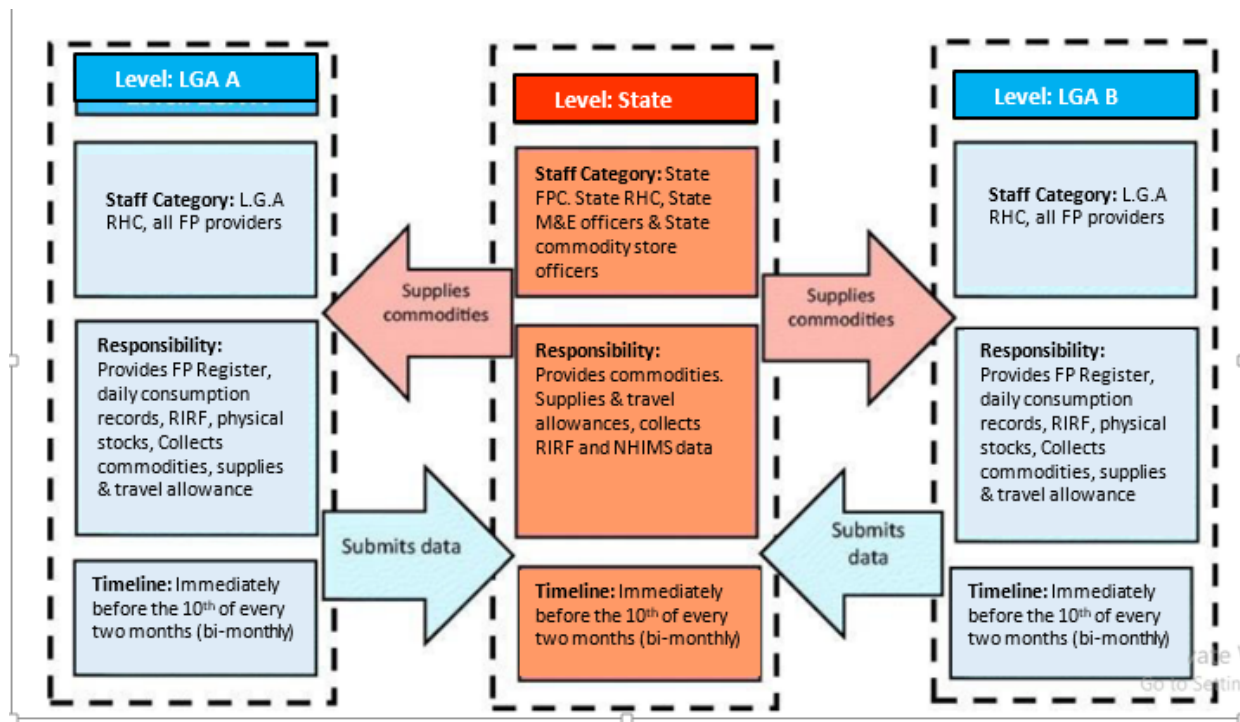 Level: LGA A
Staff Category: L.G.A
RHC, all FP providers
Responsibility:
Provides FP Register,
daily consumption
records, RIRF, physical
stocks, Collects
commodities, supplies
& travel allowance
Timeline: Immediately
before the 10th of every
two months (bi-monthly)
Supplies
commodities
Submits data
Level: State
Staff Category: State
FPC. State RHC, State
M&E officers & State
commodity store
officers
Responsibility:
Provides commodities.
Supplies & travel
allowances, collects
RIRF and NHIMS data
Timeline: Immediately
before the 10th of every
two months (bi-monthly)
Supplies
commodities
Submits
data
Level: LGA B
Staff Category: L.G.A
RHC, all FP providers
Responsibility:
Provides FP Register,
daily consumption
records, RIRF, physical
stocks, Collects
commodities, supplies
& travel allowance
Timeline: Immediately
before the 10th of every
two months (bi-monthly)
Go to